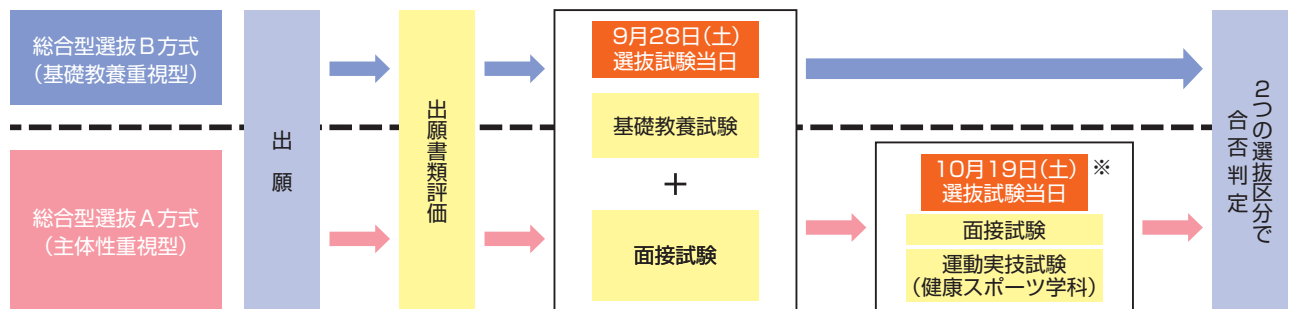 総合型選抜B方式
（基礎教養重視型）
総合型選抜A方式
（主体性重視型）
出願
出願書類評価
9月28日(土)
選抜試験当日
基礎教養試験
＋
面接試験
10月19日(土)※
選抜試験当日
面接試験
運動実技試験
（健康スポーツ学科）
2つの選抜区分で
合否判定